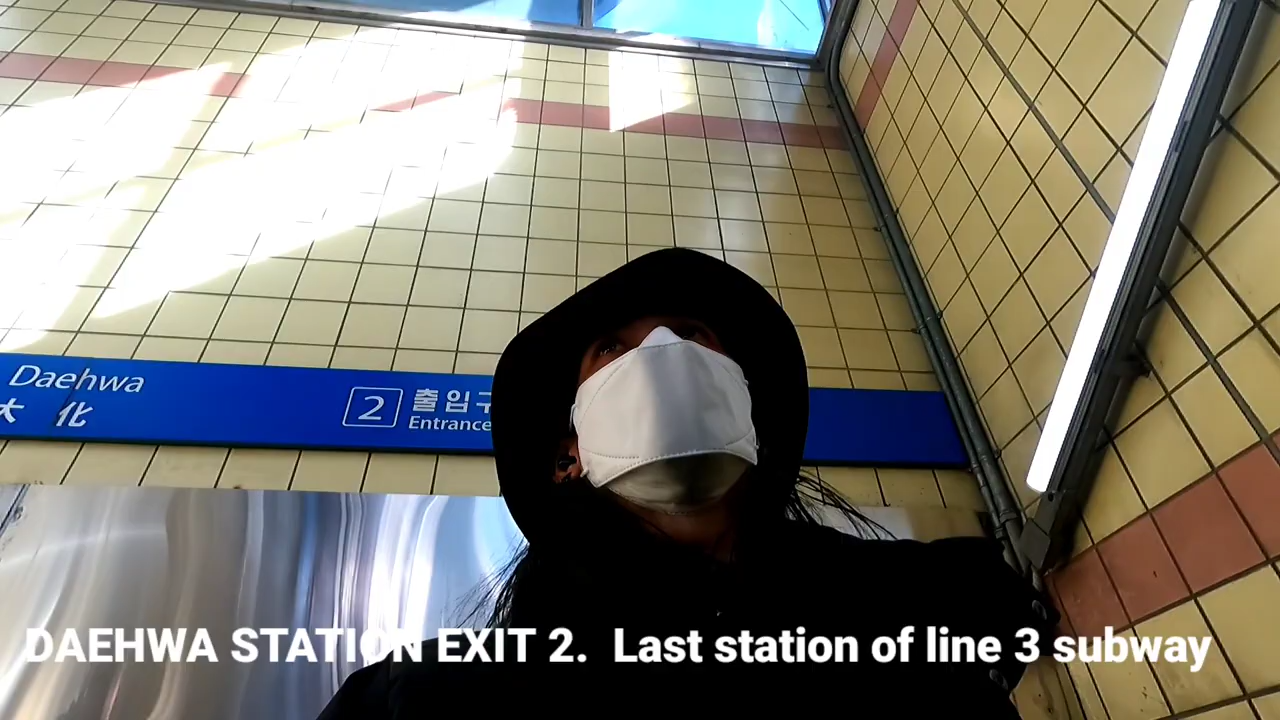 Daehwa
大 化
2 출입구
Entrance
DAEHWA STATION EXIT 2. Last station of line 3 subway